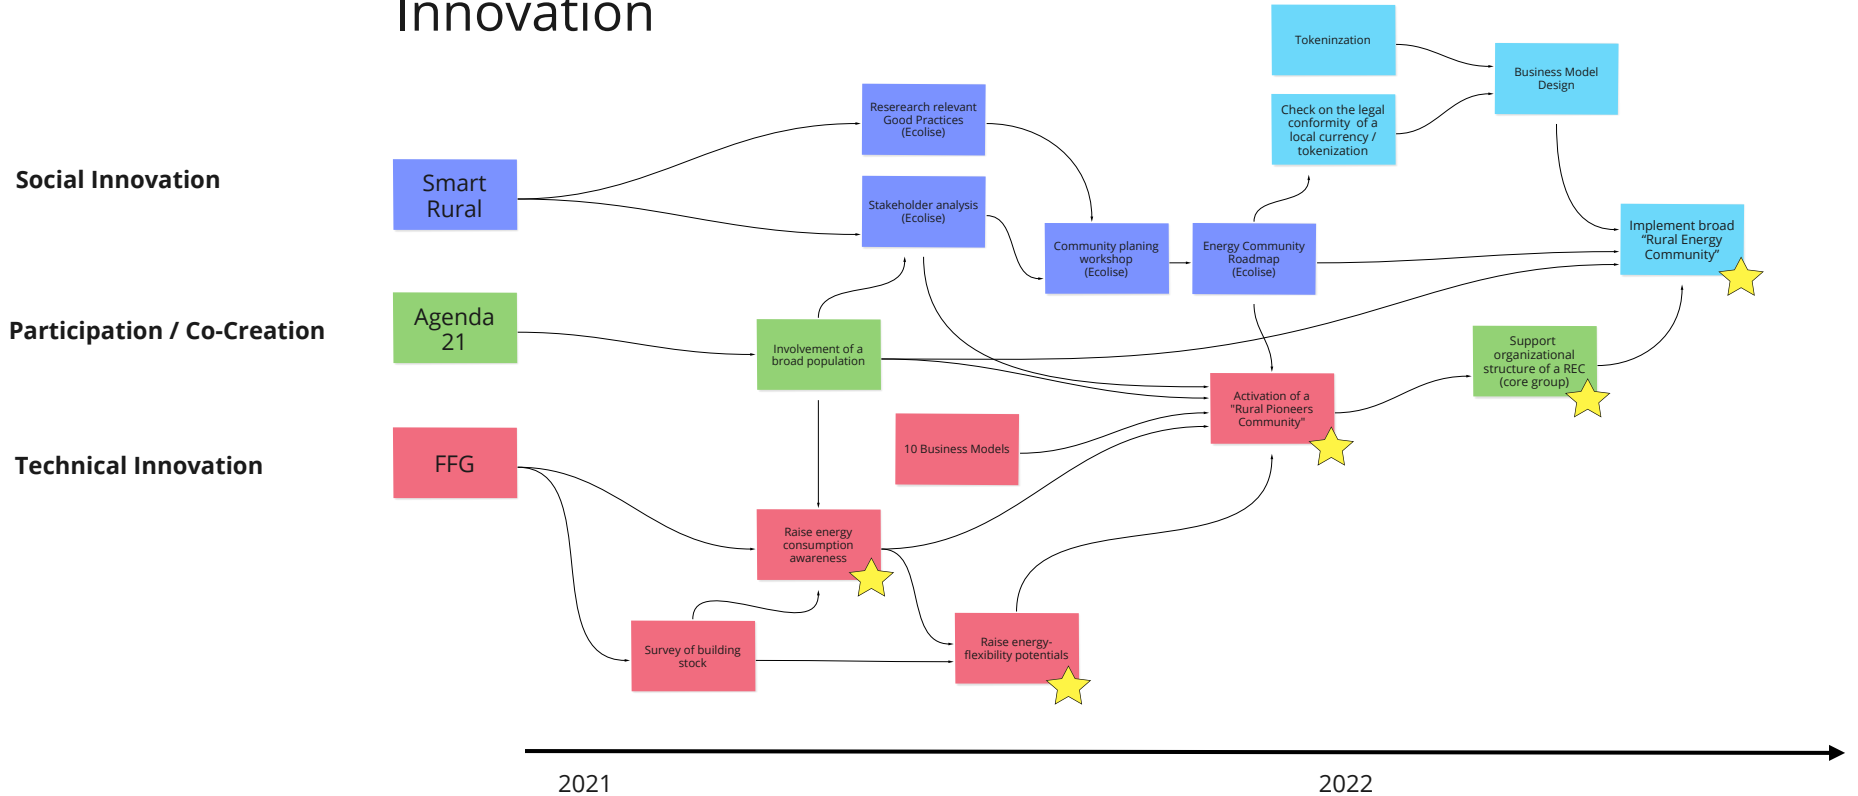 Innovation
Tokeninzation
Business Model
Design
Reserearch relevant
Good Practices
(Ecolise)
Check on the legal
conformity of a
local currency /
tokenization
Social Innovation
Smart
Rural
Stakeholder analysis
(Ecolise)
Community planing
workshop
(Ecolise)
Energy Community
Roadmap
(Ecolise)
Implement broad
“Rural Energy
Community”
Participation / Co-Creation
Agenda
21
Involvement of a
broad population
Support
organizational
structure of a REC
(core group)
Activation of a
"Rural Pioneers
Community"
Technical Innovation
FFG
10 Business Models
Raise energy
consumption
awareness
Survey of building
stock
Raise energy-
flexibility potentials
2021
2022